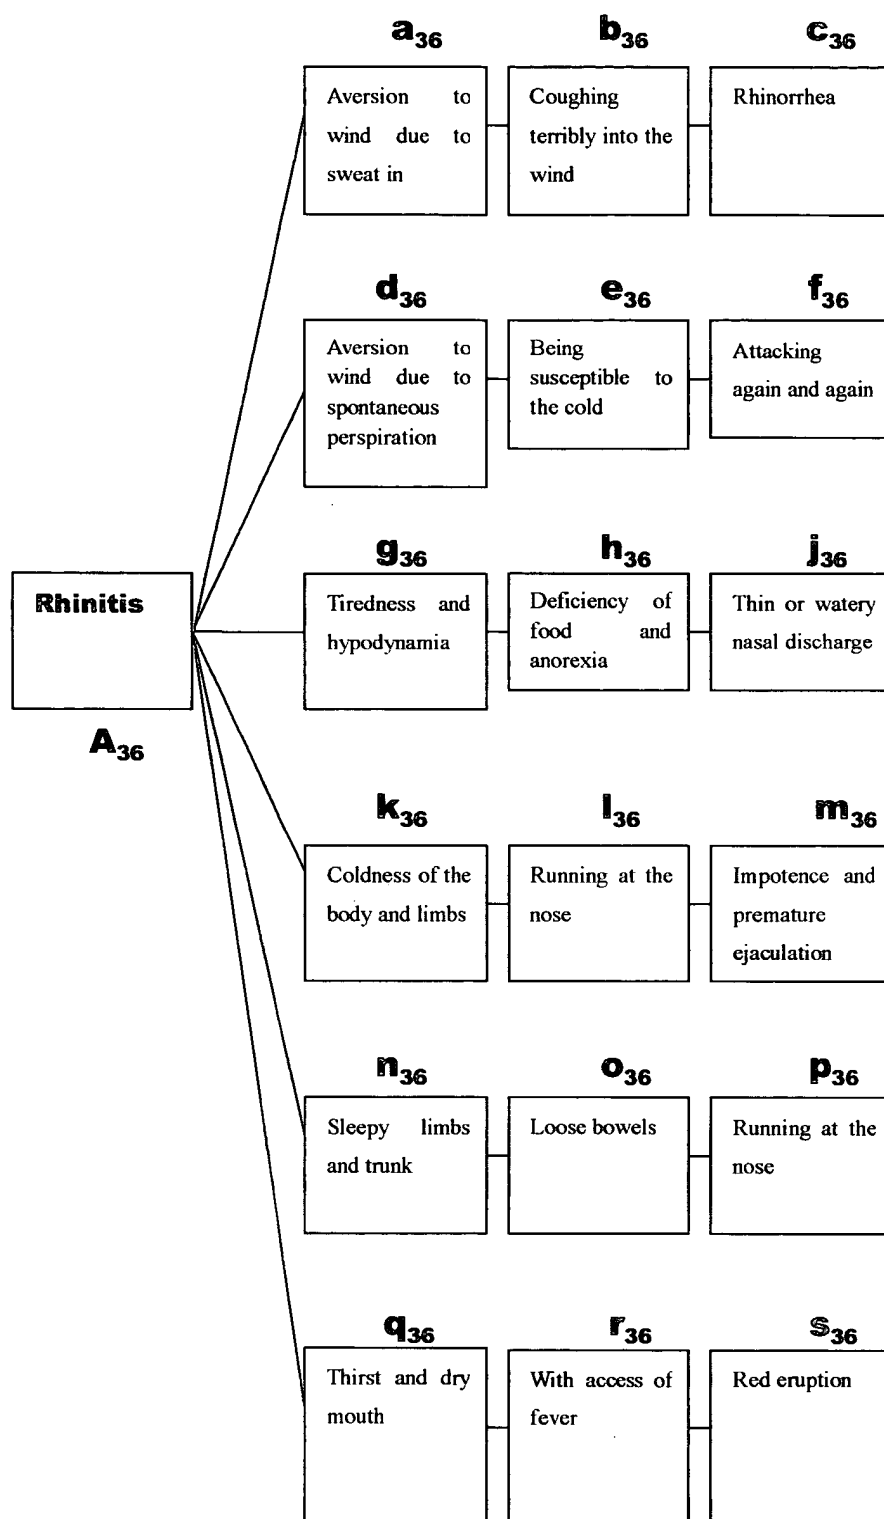 a36 b36 c36
Aversion to
wind due to
sweat in
Coughing
terribly into the
wind
Rhinorrhea
d36 e36 f36
Aversion to
wind due to
spontaneous
perspiration
Being
susceptible to
the cold
Attacking
again and again
g36 h36 j36
Rhinitis
A36
Tiredness and
hypodynamia
Deficiency of
food and
anorexia
Thin or watery
nasal discharge
k36 l36 m36
Coldness of the
body and limbs
Running at the
nose
Impotence and
premature
ejaculation
n36 o36 p36
Sleepy limbs
and trunk
Loose bowels
Running at the
nose
q36 r36 s36
Thirst and dry
mouth
With access of
fever
Red eruption